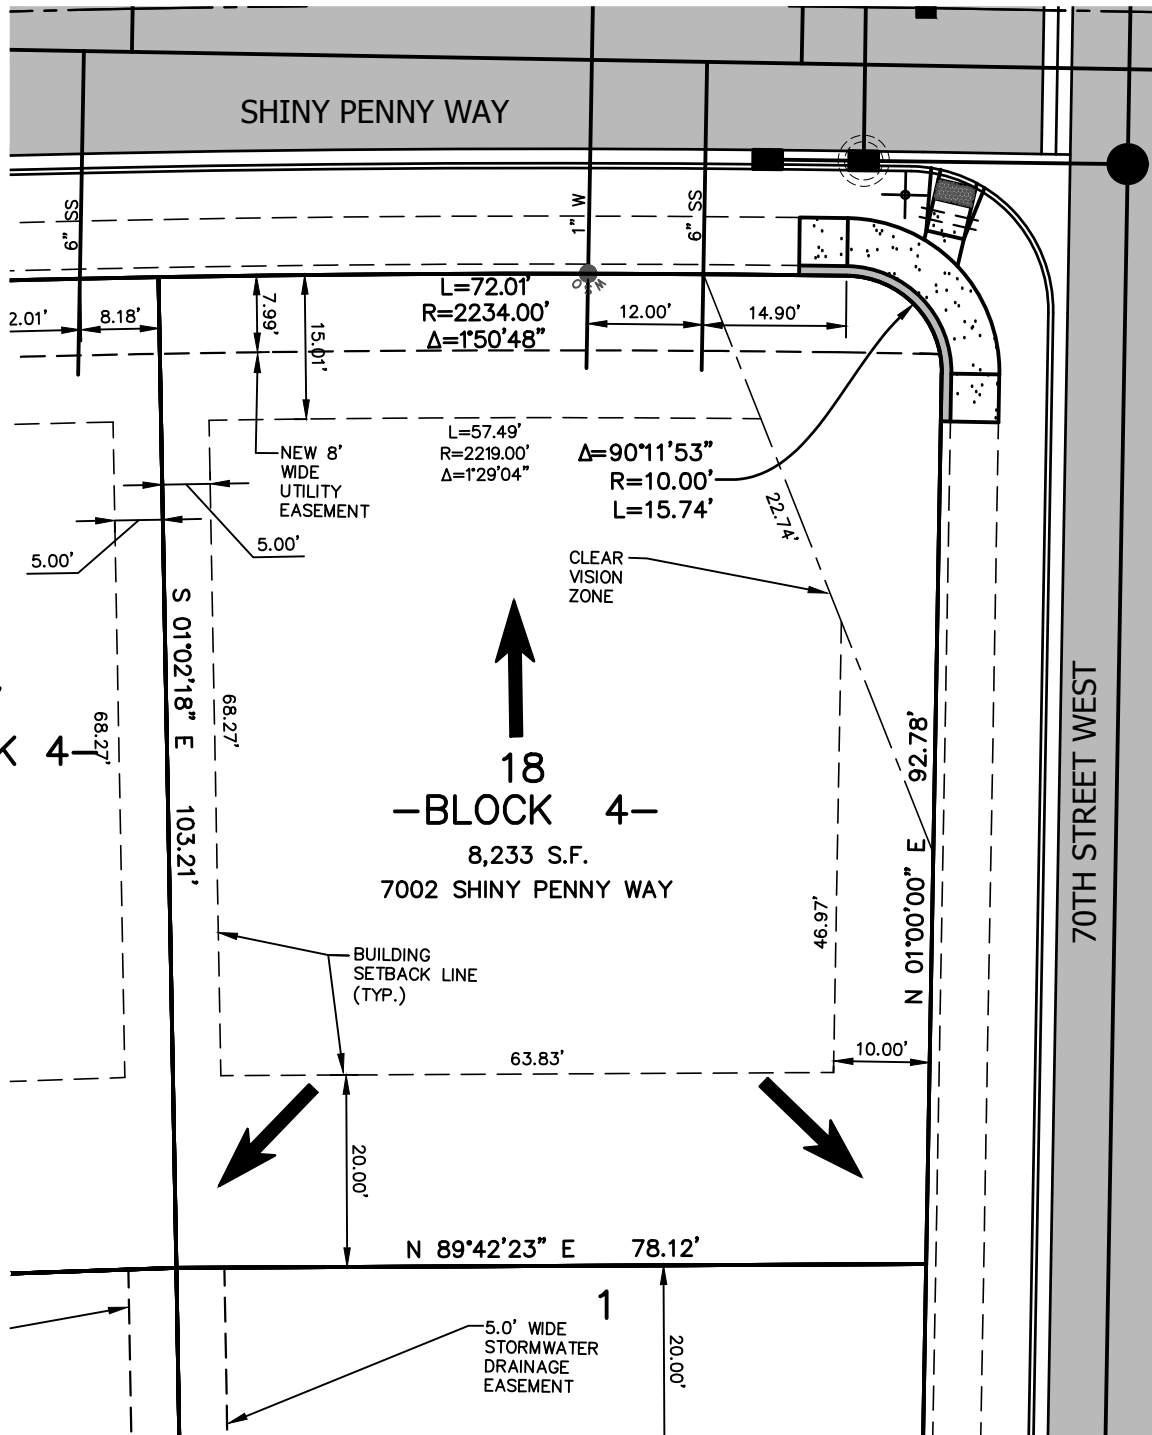 SHINY PENNY WAY
6" SS
1" W
6" SS
WSO
2.01'
8.18'
7.99'
15.01'
L=72.01'
R=2234.00'
Δ=1°50'48"
12.00'
14.90'
L=57.49'
R=2219.00'
Δ=1°29'04"
Δ=90°11'53"
R=10.00'
L=15.74'
NEW 8'
WIDE
UTILITY
EASEMENT
5.00'
5.00'
22.74'
CLEAR
VISION
ZONE
S 01°02'18" E 103.21'
68.27'
68.27'
K 4-
18
-BLOCK 4-
8,233 S.F.
7002 SHINY PENNY WAY
N 01°00'00" E 92.78'
70TH STREET WEST
46.97'
BUILDING
SETBACK LINE
(TYP.)
63.83'
10.00'
20.00'
N 89°42'23" E 78.12'
1
5.0' WIDE
STORMWATER
DRAINAGE
EASEMENT
20.00'